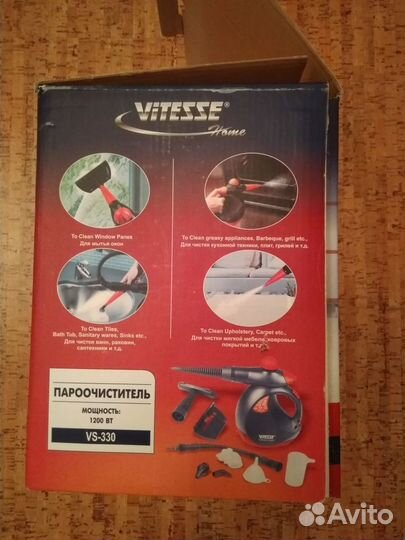 ViTESSE®
Home
To Clean Window Panes
Для мытья окон
To Clean greasy appliances, Barbeque, grill etc.,
Для чистки кухонной техники, плит, грилей и т.д.
To Clean Tiles,
Bath Tub, Sanitary wares, Sinks etc.,
Для чистки ванн, раковин,
сантехники и т.д.
To Clean Upholstery, Carpet etc.,
Для чистки мягкой мебели, ковровых
покрытий и т.д.
ПАРООЧИСТИТЕЛЬ
МОЩНОСТЬ:
1200 ВТ
VS-330
ViTESSE
Avito